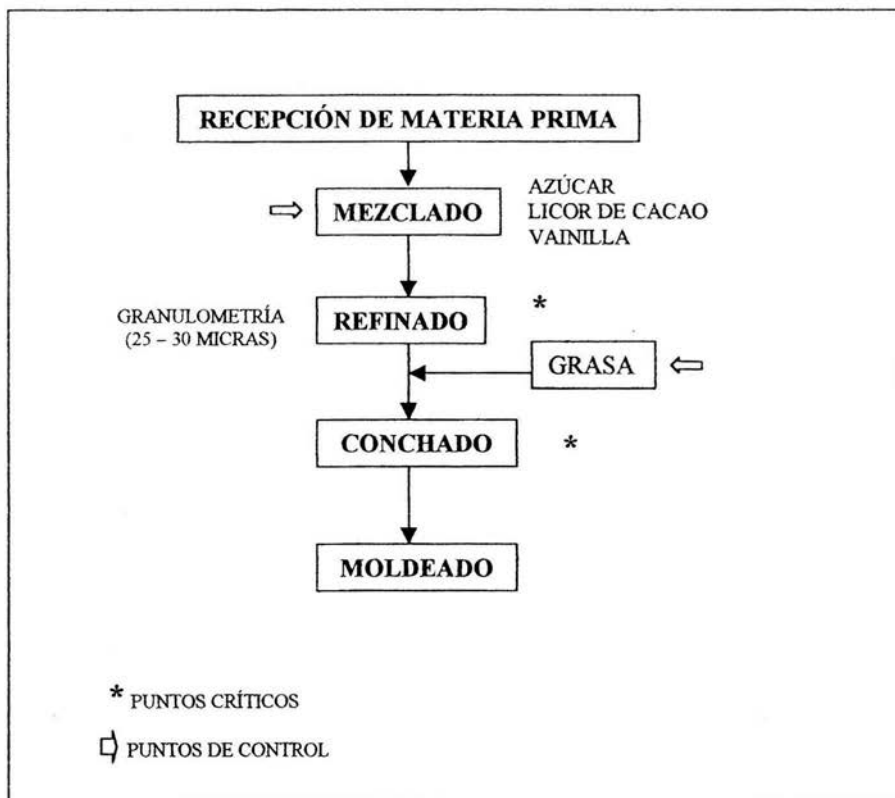 RECEPCIÓN DE MATERIA PRIMA
MEZCLADO
AZÚCAR
LICOR DE CACAO
VAINILLA
GRANULOMETRÍA
(25 – 30 MICRAS)
REFINADO
*
GRASA
CONCHADO
*
MOLDEADO
* PUNTOS CRÍTICOS
PUNTOS DE CONTROL